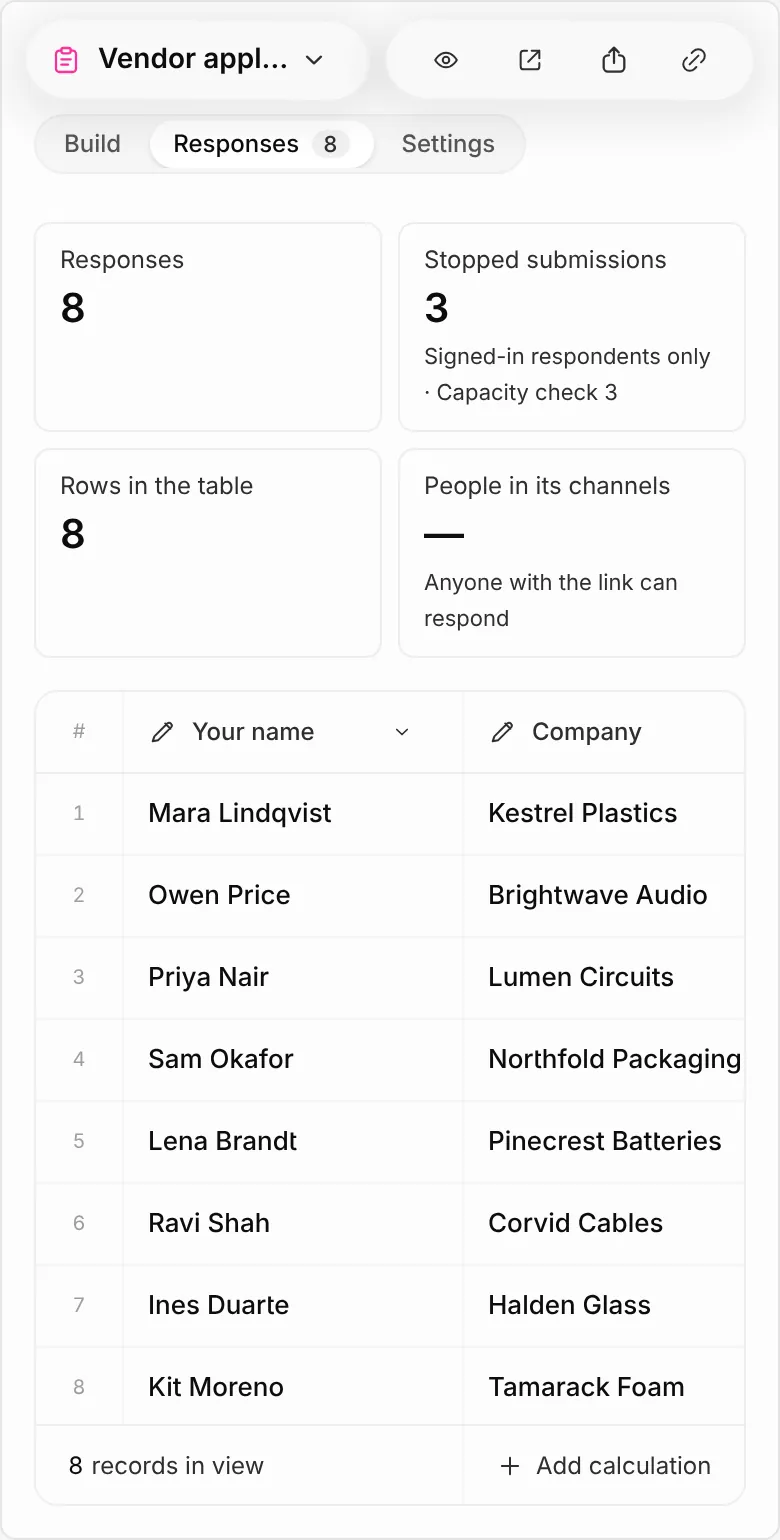 Vendor appl...
Build
Responses 8
Settings
Responses
8
Stopped submissions
3
Signed-in respondents only
· Capacity check 3
Rows in the table
8
People in its channels
—
Anyone with the link can
respond
# Your name Company
1 Mara Lindqvist Kestrel Plastics
2 Owen Price Brightwave Audio
3 Priya Nair Lumen Circuits
4 Sam Okafor Northfold Packaging
5 Lena Brandt Pinecrest Batteries
6 Ravi Shah Corvid Cables
7 Ines Duarte Halden Glass
8 Kit Moreno Tamarack Foam
8 records in view + Add calculation